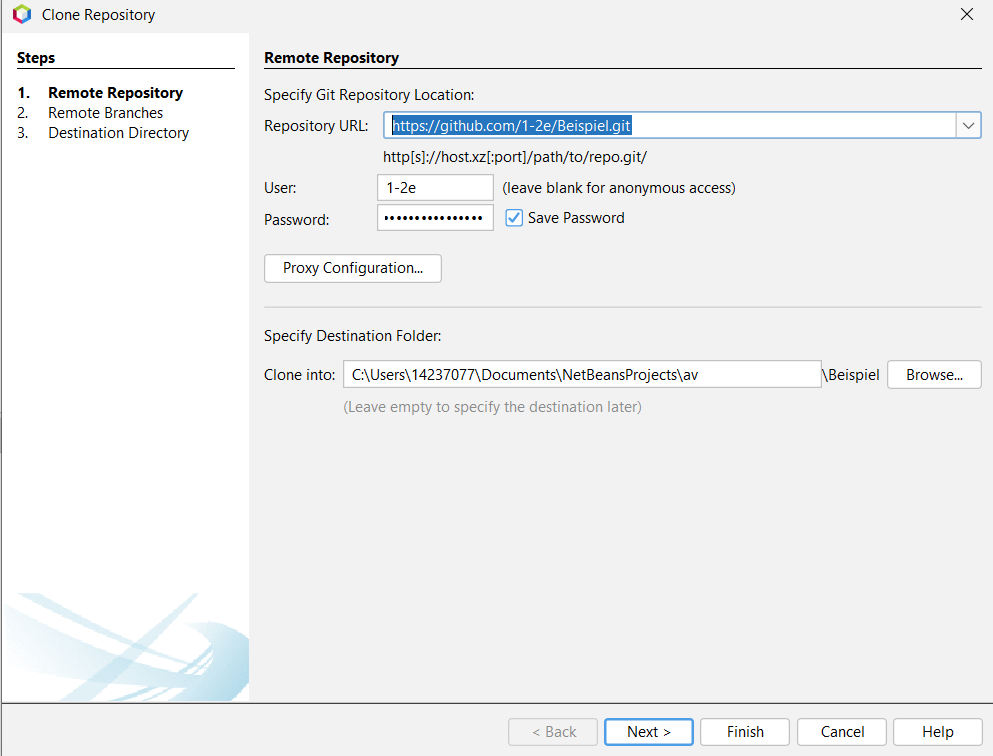 Clone Repository
Steps
1. Remote Repository
2. Remote Branches
3. Destination Directory
Remote Repository
Specify Git Repository Location:
Repository URL: https://github.com/1-2e/Beispiel.git
http[s]://host.xz[:port]/path/to/repo.git/
User: 1-2e (leave blank for anonymous access)
Password: •••••••••••••••• Save Password
Proxy Configuration...
Specify Destination Folder:
Clone into: C:\Users\14237077\Documents\NetBeansProjects\av \Beispiel Browse...
(Leave empty to specify the destination later)
< Back Next > Finish Cancel Help